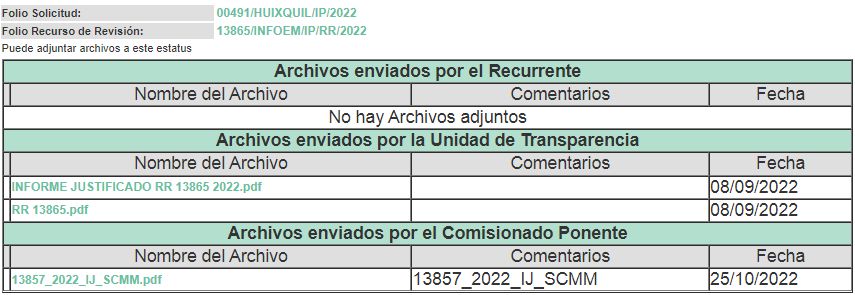 Folio Solicitud: 00491/HUIXQUIL/IP/2022
Folio Recurso de Revisión: 13865/INFOEM/IP/RR/2022
Puede adjuntar archivos a este estatus
Archivos enviados por el Recurrente
Nombre del Archivo Comentarios Fecha
No hay Archivos adjuntos
Archivos enviados por la Unidad de Transparencia
Nombre del Archivo Comentarios Fecha
INFORME JUSTIFICADO RR 13865 2022.pdf 08/09/2022
RR 13865.pdf 08/09/2022
Archivos enviados por el Comisionado Ponente
Nombre del Archivo Comentarios Fecha
13857_2022_IJ_SCMM.pdf 13857_2022_IJ_SCMM 25/10/2022